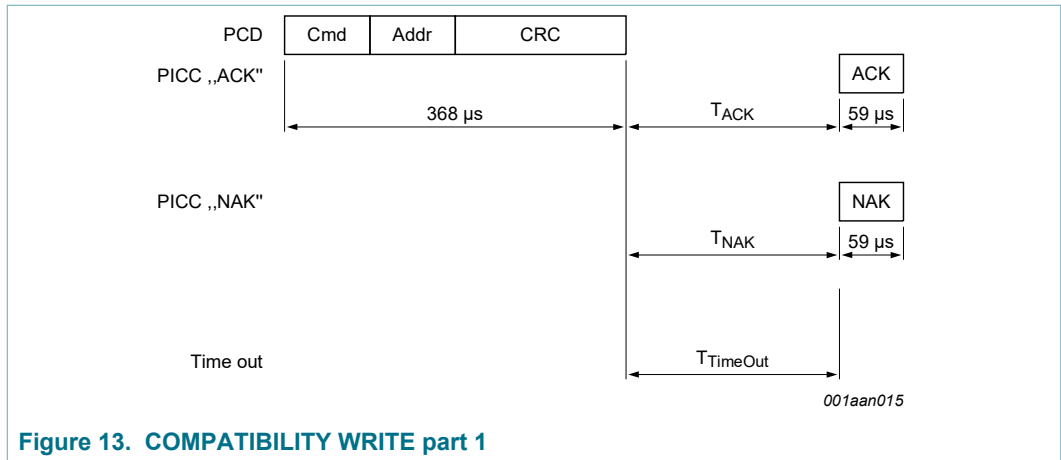 PCD Cmd Addr CRC
PICC ,,ACK" ACK
368 µs TACK 59 µs
PICC ,,NAK" NAK
TNAK 59 µs
Time out TTimeOut
001aan015
Figure 13. COMPATIBILITY WRITE part 1